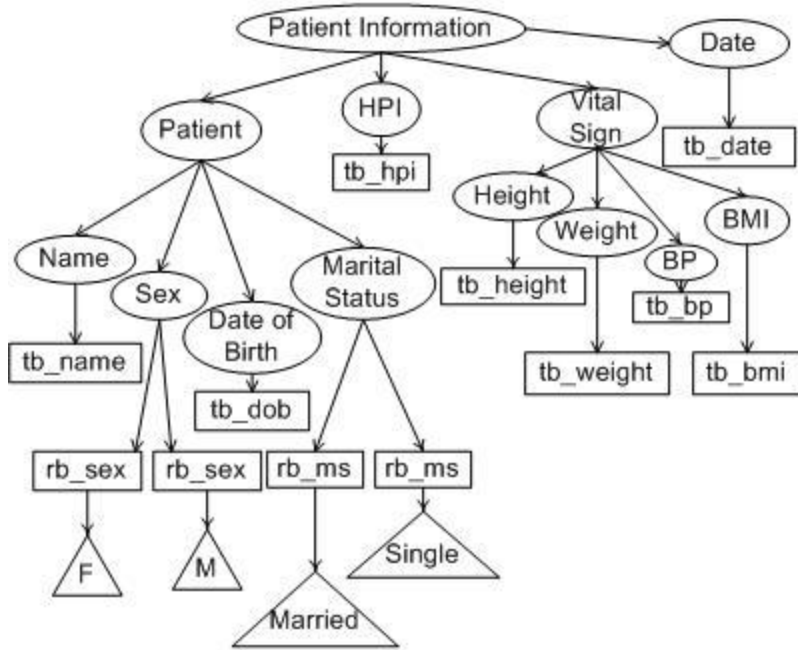 Patient Information
Date
Patient
HPI
Vital
Sign
tb_date
tb_hpi
Height
Weight
BMI
Name
Sex
Marital
Status
BP
tb_height
tb_bp
Date of
Birth
tb_name
tb_weight
tb_bmi
tb_dob
rb_sex
rb_sex
rb_ms
rb_ms
F
M
Single
Married